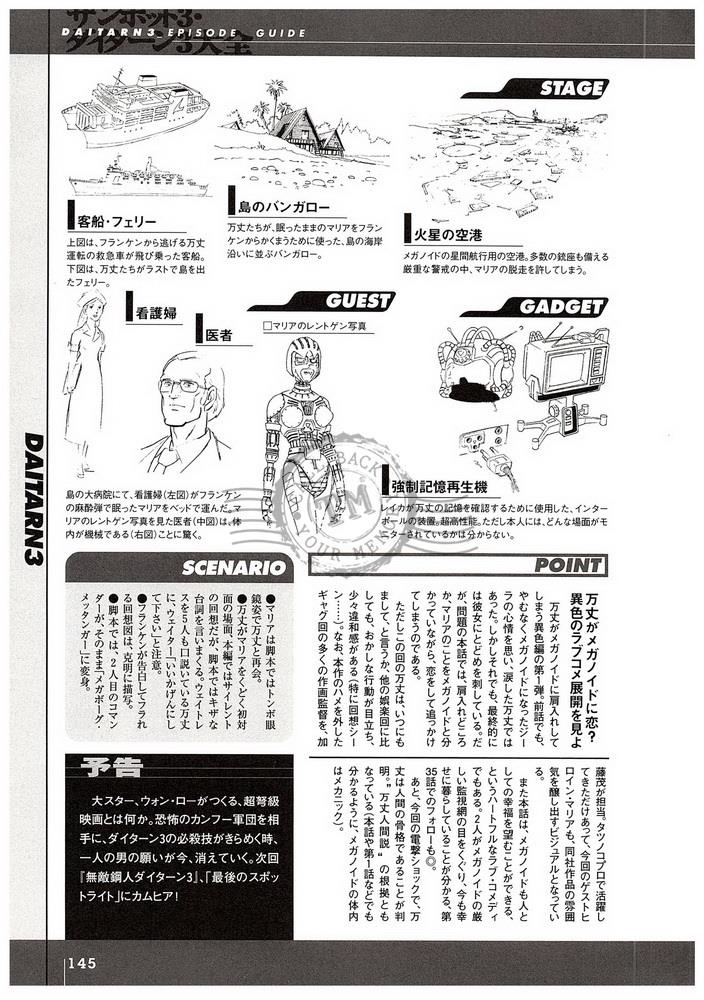 ザンボット3・
ダイターン3大全
DAITARN3_EPISODE GUIDE
STAGE
客船・フェリー
上図は、フランケンから逃げる万丈
運転の救急車が飛び乗った客船。
下図は、万丈たちがラストで島を出
たフェリー。
島のバンガロー
万丈たちが、眠ったままのマリアをフラン
ケンからかくまうために使った、島の海岸
沿いに並ぶバンガロー。
火星の空港
メガノイドの星間航行用の空港。多数の銃座も備える
厳重な警戒の中、マリアの脱走を許してしまう。
GUEST
看護婦
医者
□マリアのレントゲン写真
島の大病院にて、看護婦(左図)がフランケン
の麻酔弾で眠ったマリアをベッドで運んだ。マ
リアのレントゲン写真を見た医者(中図)は、体
内が機械である(右図)ことに驚く。
GADGET
強制記憶再生機
レイカが万丈の記憶を確認するために使用した、インター
ポールの装置。超高性能。ただし本人には、どんな場面がモ
ニターされているかは分からない。
DAITARN3
SCENARIO
●マリアは脚本ではトンボ眼
鏡姿で万丈と再会。
●万丈がマリアをくどく初対
面の場面、本編ではサイレント
の回想だが、脚本ではキザな
台詞を言いまくる。ウェイトレ
スを5人も口説いている万丈
に、ウェイター「いいかげんにし
て下さい」と注意。
●フランケンが告白してフラれ
る回想図は、克明に描写。
●脚本では、2人目のコマン
ダーが、そのまま「メガボーグ・
メッタンガー」に変身。
POINT
万丈がメガノイドに恋?
異色のラブコメ展開を見よ
万丈がメガノイドに肩入れして
しまう異色編の第1弾。前話でも、
やむなくメガノイドになったジー
ラの心情を思い、涙した万丈では
あった。しかしそれでも、最終的に
は彼女にとどめを刺している。だ
が、問題の本話では、肩入れどころ
か、マリアのことをメガノイドと分
かっていながら、恋をして追っかけ
てしまうのである。
ただしこの回の万丈は、いつにも
まして、と言うか、他の娯楽回に比
しても、おかしな行動が目立ち、
少々違和感がある(特に回想シー
ン……)。なお、本作のハメを外した
ギャグ回の多くの作画監督を、加
藤茂が担当。タツノコプロで活躍し
てきただけあって、今回のゲストヒ
ロイン・マリアも、同社作品の雰囲
気を醸し出すビジュアルとなってい
る。
また本話は、メガノイドも人と
しての幸福を望むことができる、
というハートフルなラブ・コメディ
でもある。2人がメガノイドの厳
しい監視網の目をくぐり、今も幸
せに暮らしていることが分かる、第
35話でのフォローも◎。
あと、今回の電撃ショックで、万
丈は人間の骨格であることが判
明。"万丈人間説"の根拠とも
なっている(本話や第1話などでも
分かるように、メガノイドの体内
はメカニック)。
予告
大スター、ウォン・ローがつくる、超弩級
映画とは何か。恐怖のカンフー軍団を相
手に、ダイターン3の必殺技がきらめく時、
一人の男の願いが今、消えていく。次回
『無敵鋼人ダイターン3』、「最後のスポッ
トライト」にカムヒア!
145